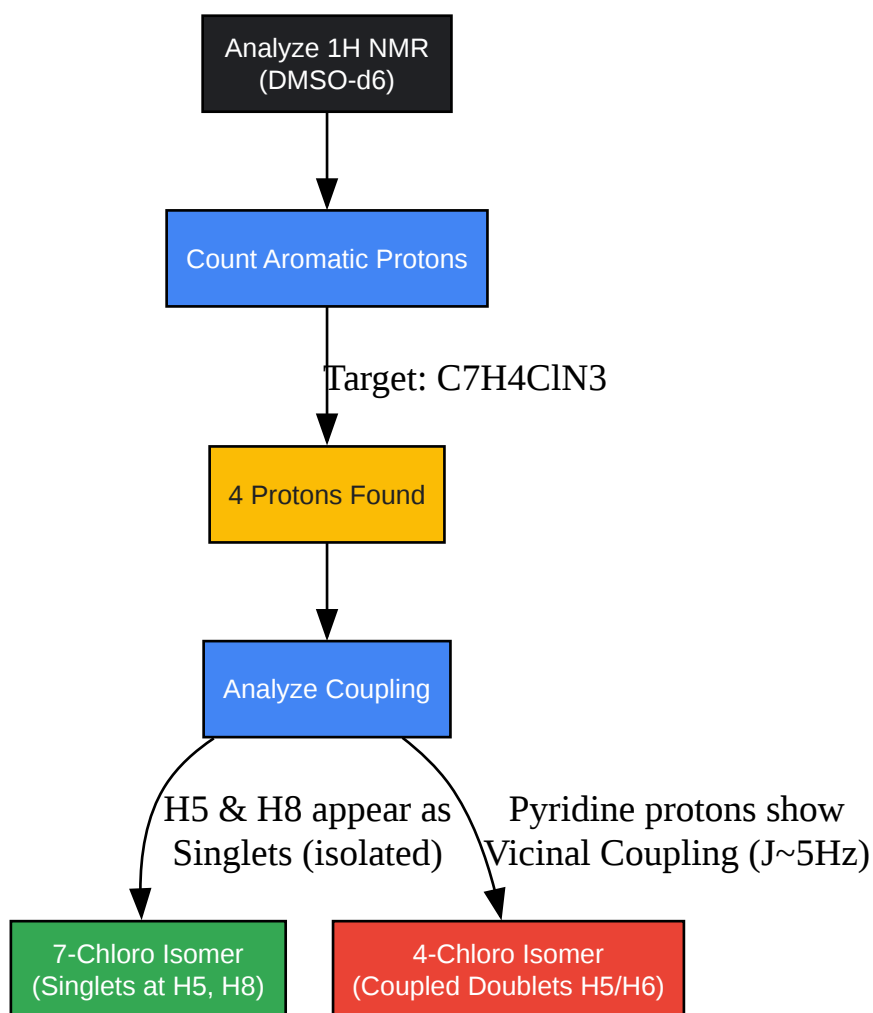 Analyze 1H NMR
(DMSO-d6)
Count Aromatic Protons
Target: C7H4ClN3
4 Protons Found
Analyze Coupling
H5 & H8 appear as
Singlets (isolated)
Pyridine protons show
Vicinal Coupling (J~5Hz)
7-Chloro Isomer
(Singlets at H5, H8)
4-Chloro Isomer
(Coupled Doublets H5/H6)